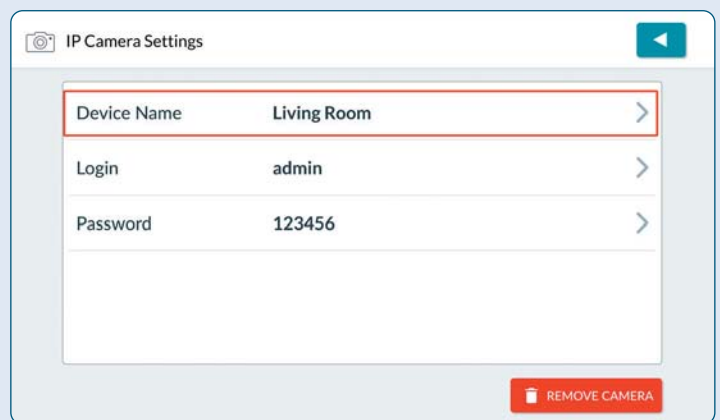 IP Camera Settings
Device Name Living Room
Login admin
Password 123456
REMOVE CAMERA